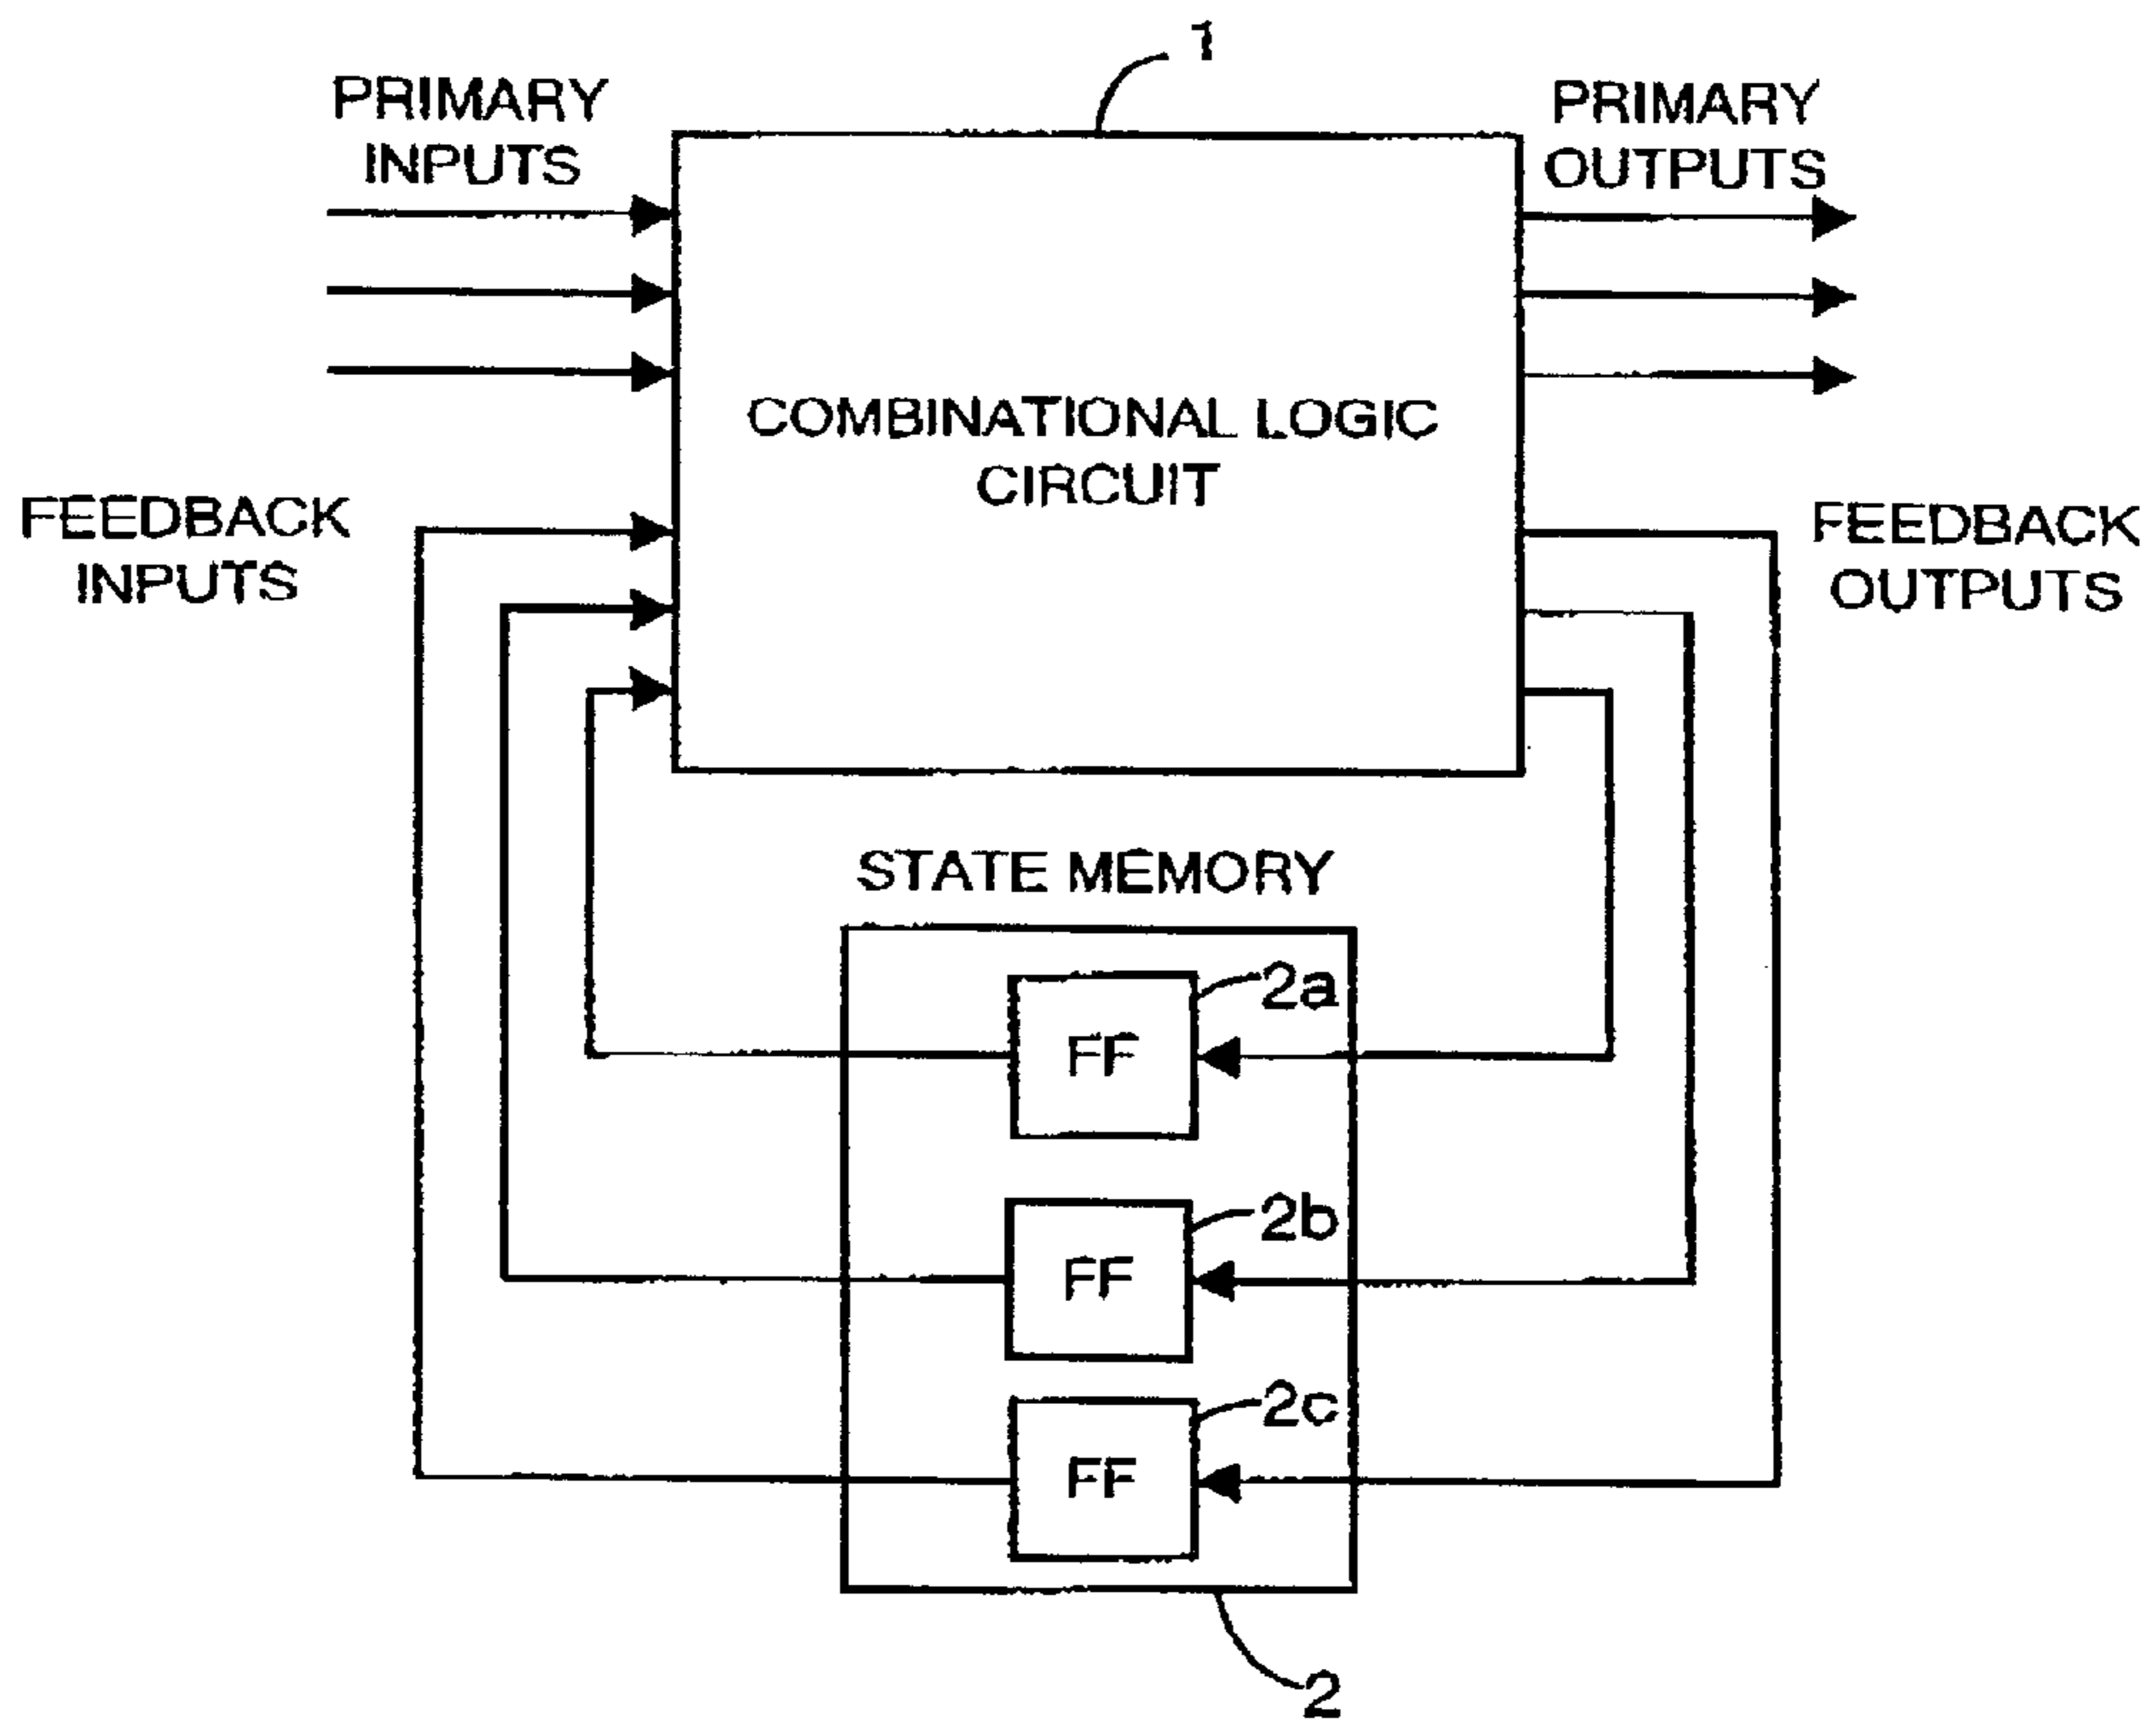 1
PRIMARY
INPUTS
PRIMARY
OUTPUTS
COMBINATIONAL LOGIC
CIRCUIT
FEEDBACK
INPUTS
FEEDBACK
OUTPUTS
STATE MEMORY
2a
FF
2b
FF
2c
FF
2